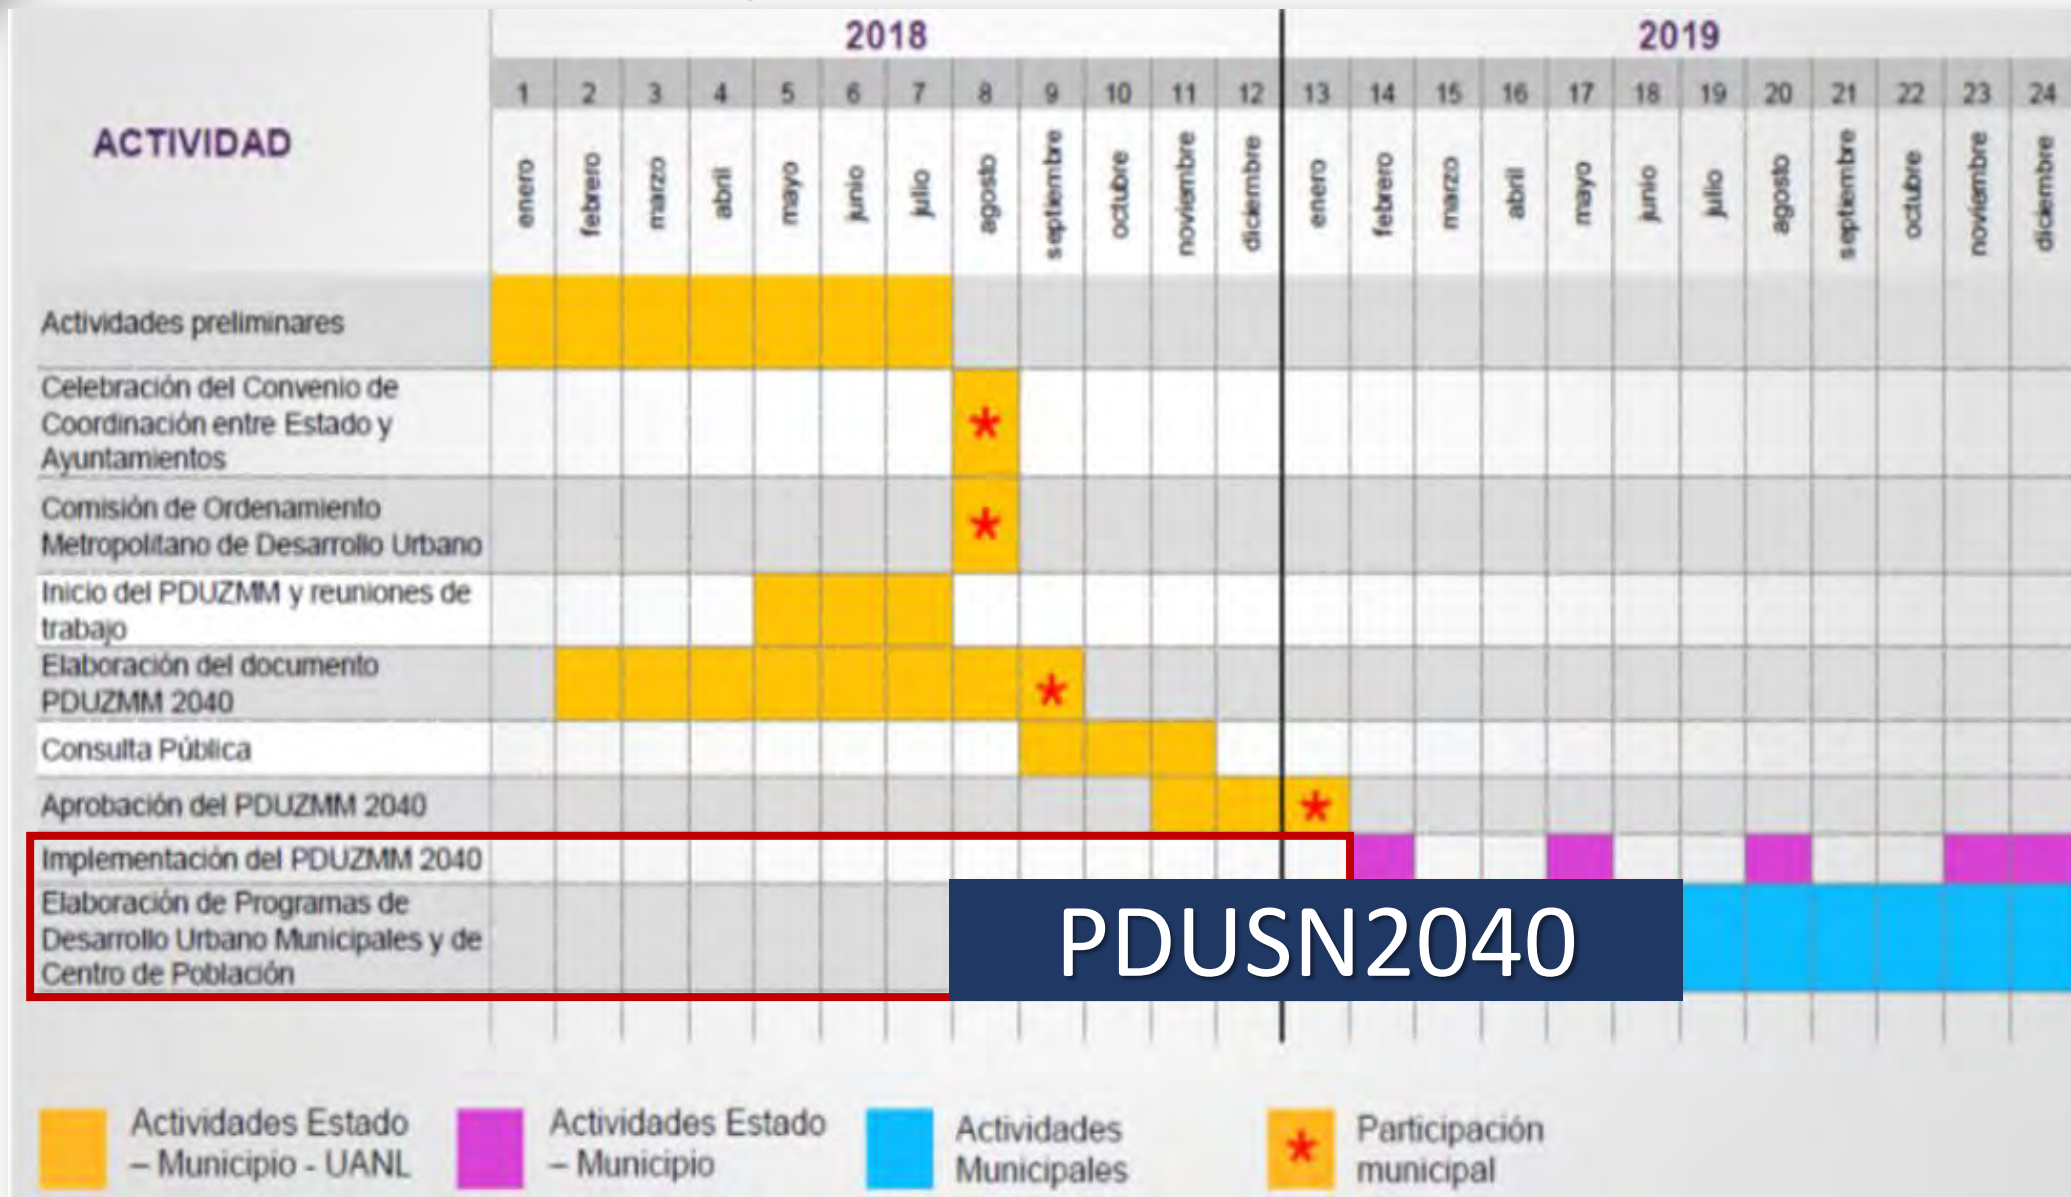 2018
2019
1 2 3 4 5 6 7 8 9 10 11 12 13 14 15 16 17 18 19 20 21 22 23 24
ACTIVIDAD
enero febrero marzo abril mayo junio julio agosto septiembre octubre noviembre diciembre enero febrero marzo abril mayo junio julio agosto septiembre octubre noviembre diciembre
Actividades preliminares
Celebración del Convenio de
Coordinación entre Estado y
Ayuntamientos
*
Comisión de Ordenamiento
Metropolitano de Desarrollo Urbano
*
Inicio del PDUZMM y reuniones de
trabajo
Elaboración del documento
PDUZMM 2040
*
Consulta Pública
Aprobación del PDUZMM 2040
*
Implementación del PDUZMM 2040
Elaboración de Programas de
Desarrollo Urbano Municipales y de
Centro de Población
PDUSN2040
Actividades Estado
– Municipio - UANL
Actividades Estado
– Municipio
Actividades
Municipales
*
Participación
municipal